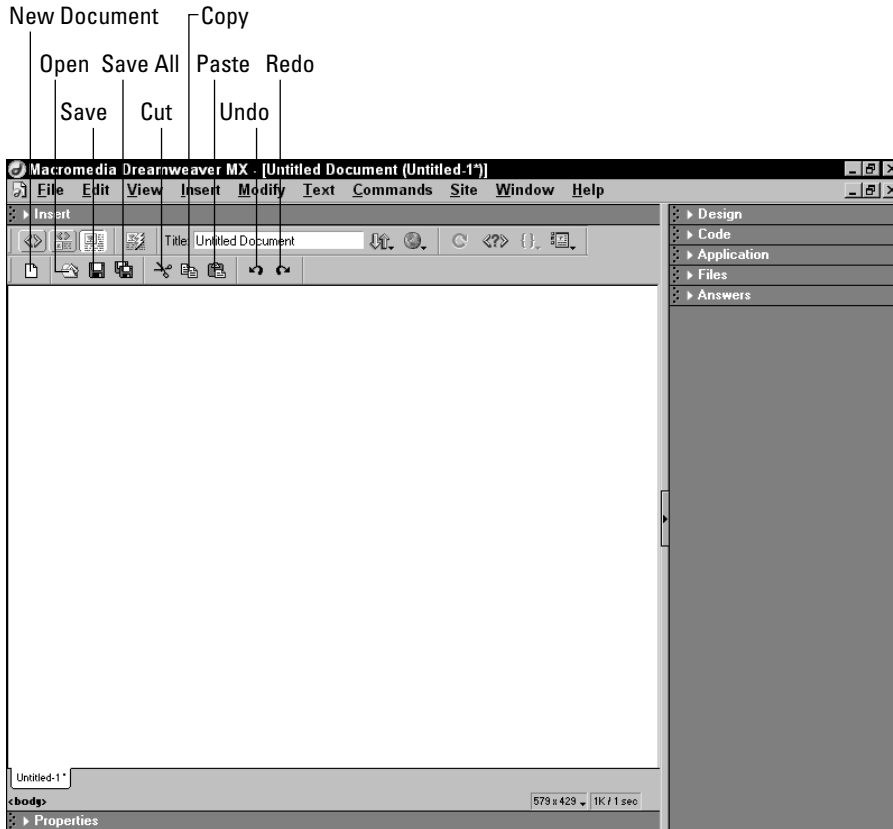 New Document Copy
Open Save All Paste Redo
Save Cut Undo
Macromedia Dreamweaver MX - [Untitled Document (Untitled-1*)]
File Edit View Insert Modify Text Commands Site Window Help
Insert
Title: Untitled Document
Design
Code
Application
Files
Answers
Untitled-1*
<body> 579 x 429 1K / 1 sec
Properties